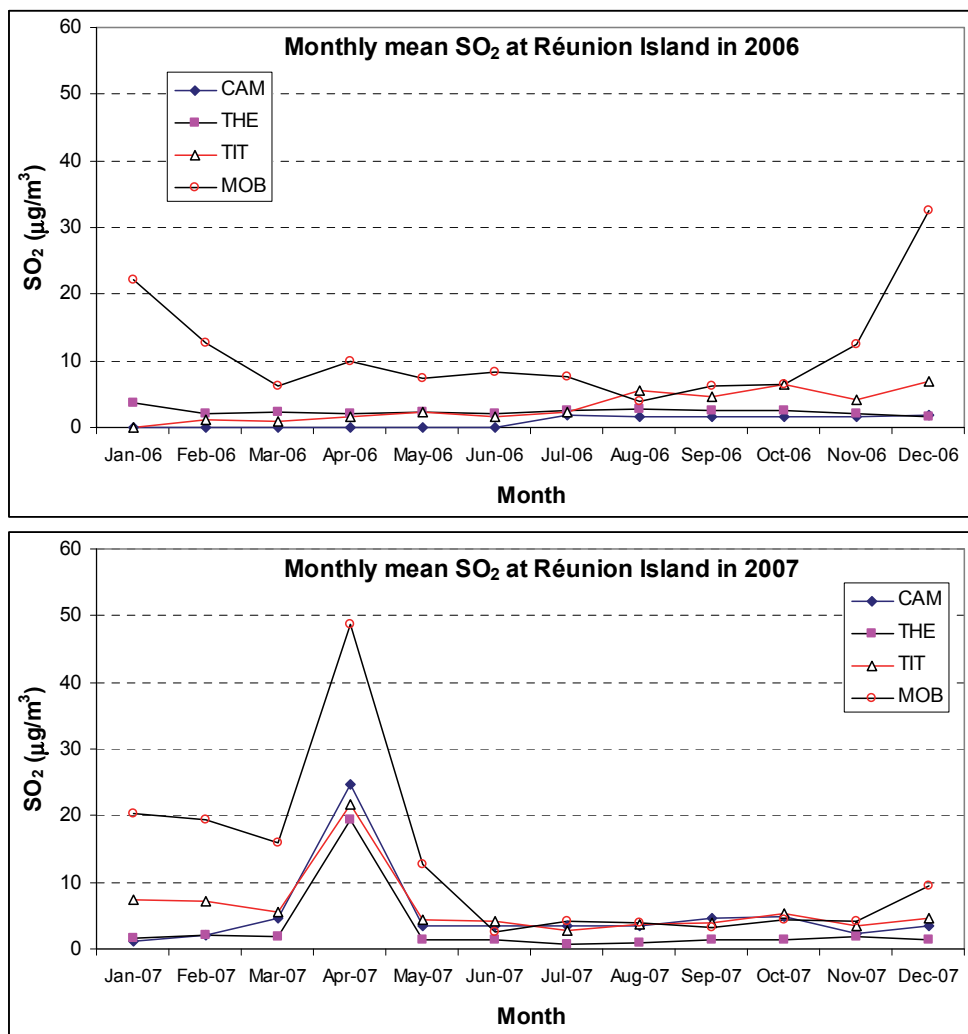 Monthly mean SO₂ at Réunion Island in 2006
60
50
40
30
20
10
0
SO₂ (µg/m³)
CAM
THE
TIT
MOB
Jan-06 Feb-06 Mar-06 Apr-06 May-06 Jun-06 Jul-06 Aug-06 Sep-06 Oct-06 Nov-06 Dec-06
Month
Monthly mean SO₂ at Réunion Island in 2007
60
50
40
30
20
10
0
SO₂ (µg/m³)
CAM
THE
TIT
MOB
Jan-07 Feb-07 Mar-07 Apr-07 May-07 Jun-07 Jul-07 Aug-07 Sep-07 Oct-07 Nov-07 Dec-07
Month